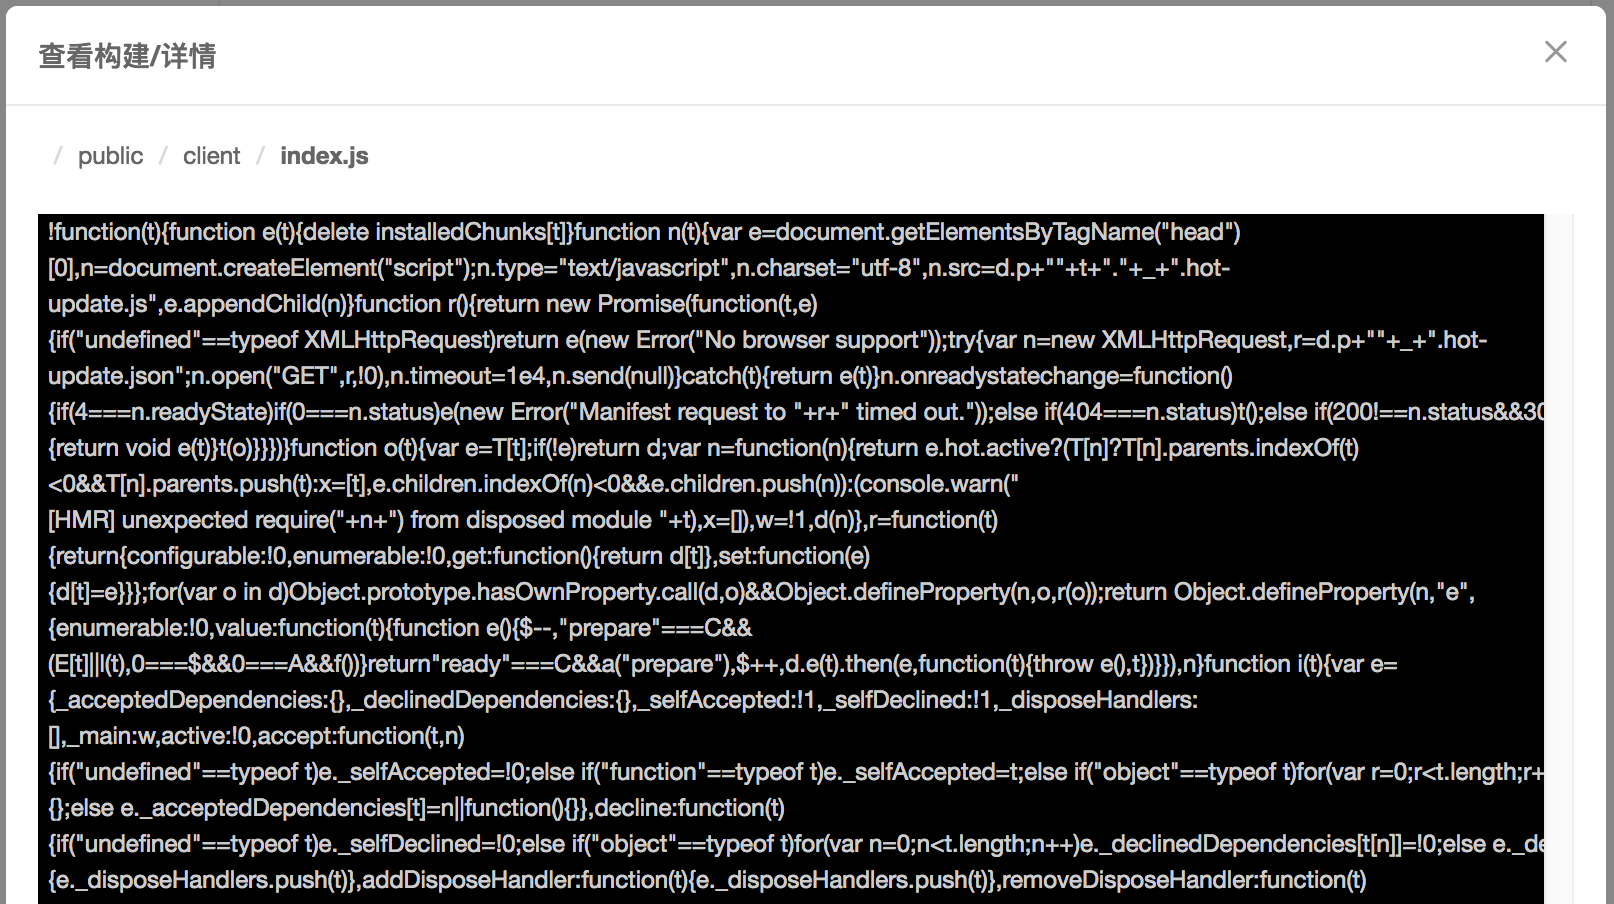 查看构建/详情
/ public / client / index.js
!function(t){function e(t){delete installedChunks[t]}function n(t){var e=document.getElementsByTagName("head")
[0],n=document.createElement("script");n.type="text/javascript",n.charset="utf-8",n.src=d.p+""+t+"."+_+".hot-
update.js",e.appendChild(n)}function r(){return new Promise(function(t,e)
{if("undefined"==typeof XMLHttpRequest)return e(new Error("No browser support"));try{var n=new XMLHttpRequest,r=d.p+""+_+".hot-
update.json";n.open("GET",r,!0),n.timeout=1e4,n.send(null)}catch(t){return e(t)}n.onreadystatechange=function()
{if(4===n.readyState)if(0===n.status)e(new Error("Manifest request to "+r+" timed out."));else if(404===n.status)t();else if(200!==n.status&&30
{return void e(t)}t(o)}}})}function o(t){var e=T[t];if(!e)return d;var n=function(n){return e.hot.active?(T[n]?T[n].parents.indexOf(t)
<0&&T[n].parents.push(t):x=[t],e.children.indexOf(n)<0&&e.children.push(n)):(console.warn("
[HMR] unexpected require("+n+") from disposed module "+t),x=[]),w=!1,d(n)},r=function(t)
{return{configurable:!0,enumerable:!0,get:function(){return d[t]},set:function(e)
{d[t]=e}}};for(var o in d)Object.prototype.hasOwnProperty.call(d,o)&&Object.defineProperty(n,o,r(o));return Object.defineProperty(n,"e",
{enumerable:!0,value:function(t){function e(){$--,"prepare"===C&&
(E[t]||l(t),0===$&&0===A&&f())}return"ready"===C&&a("prepare"),$++,d.e(t).then(e,function(t){throw e(),t})}}),n}function i(t){var e=
{_acceptedDependencies:{},_declinedDependencies:{},_selfAccepted:!1,_selfDeclined:!1,_disposeHandlers:
[],_main:w,active:!0,accept:function(t,n)
{if("undefined"==typeof t)e._selfAccepted=!0;else if("function"==typeof t)e._selfAccepted=t;else if("object"==typeof t)for(var r=0;r<t.length;r+
{};else e._acceptedDependencies[t]=n||function(){}},decline:function(t)
{if("undefined"==typeof t)e._selfDeclined=!0;else if("object"==typeof t)for(var n=0;n<t.length;n++)e._declinedDependencies[t[n]]=!0;else e._de
{e._disposeHandlers.push(t)},addDisposeHandler:function(t){e._disposeHandlers.push(t)},removeDisposeHandler:function(t)